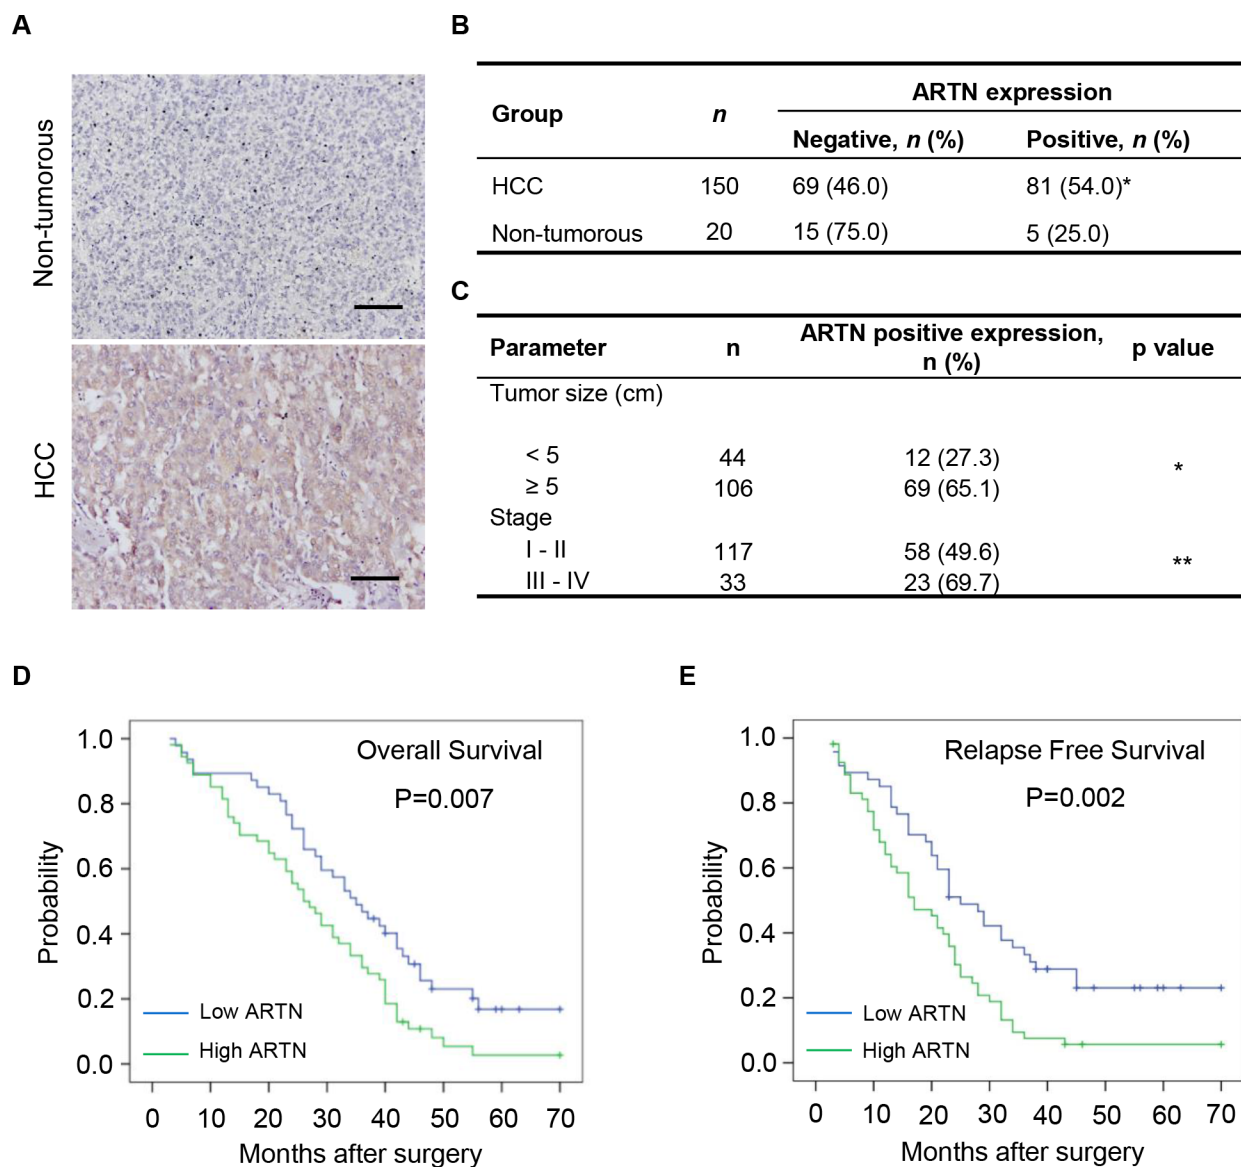 A
Non-tumorous
HCC
B
Group n ARTN expression
Negative, n (%) Positive, n (%)
HCC 150 69 (46.0) 81 (54.0)*
Non-tumorous 20 15 (75.0) 5 (25.0)
C
Parameter n ARTN positive expression, n (%) p value
Tumor size (cm)
< 5 44 12 (27.3)
*
≥ 5 106 69 (65.1)
Stage
I - II 117 58 (49.6)
**
III - IV 33 23 (69.7)
D
Overall Survival
P=0.007
Probability
1.0
0.8
0.6
0.4
0.2
0.0
Low ARTN
High ARTN
0 10 20 30 40 50 60 70
Months after surgery
E
Relapse Free Survival
P=0.002
Probability
1.0
0.8
0.6
0.4
0.2
0.0
Low ARTN
High ARTN
0 10 20 30 40 50 60 70
Months after surgery